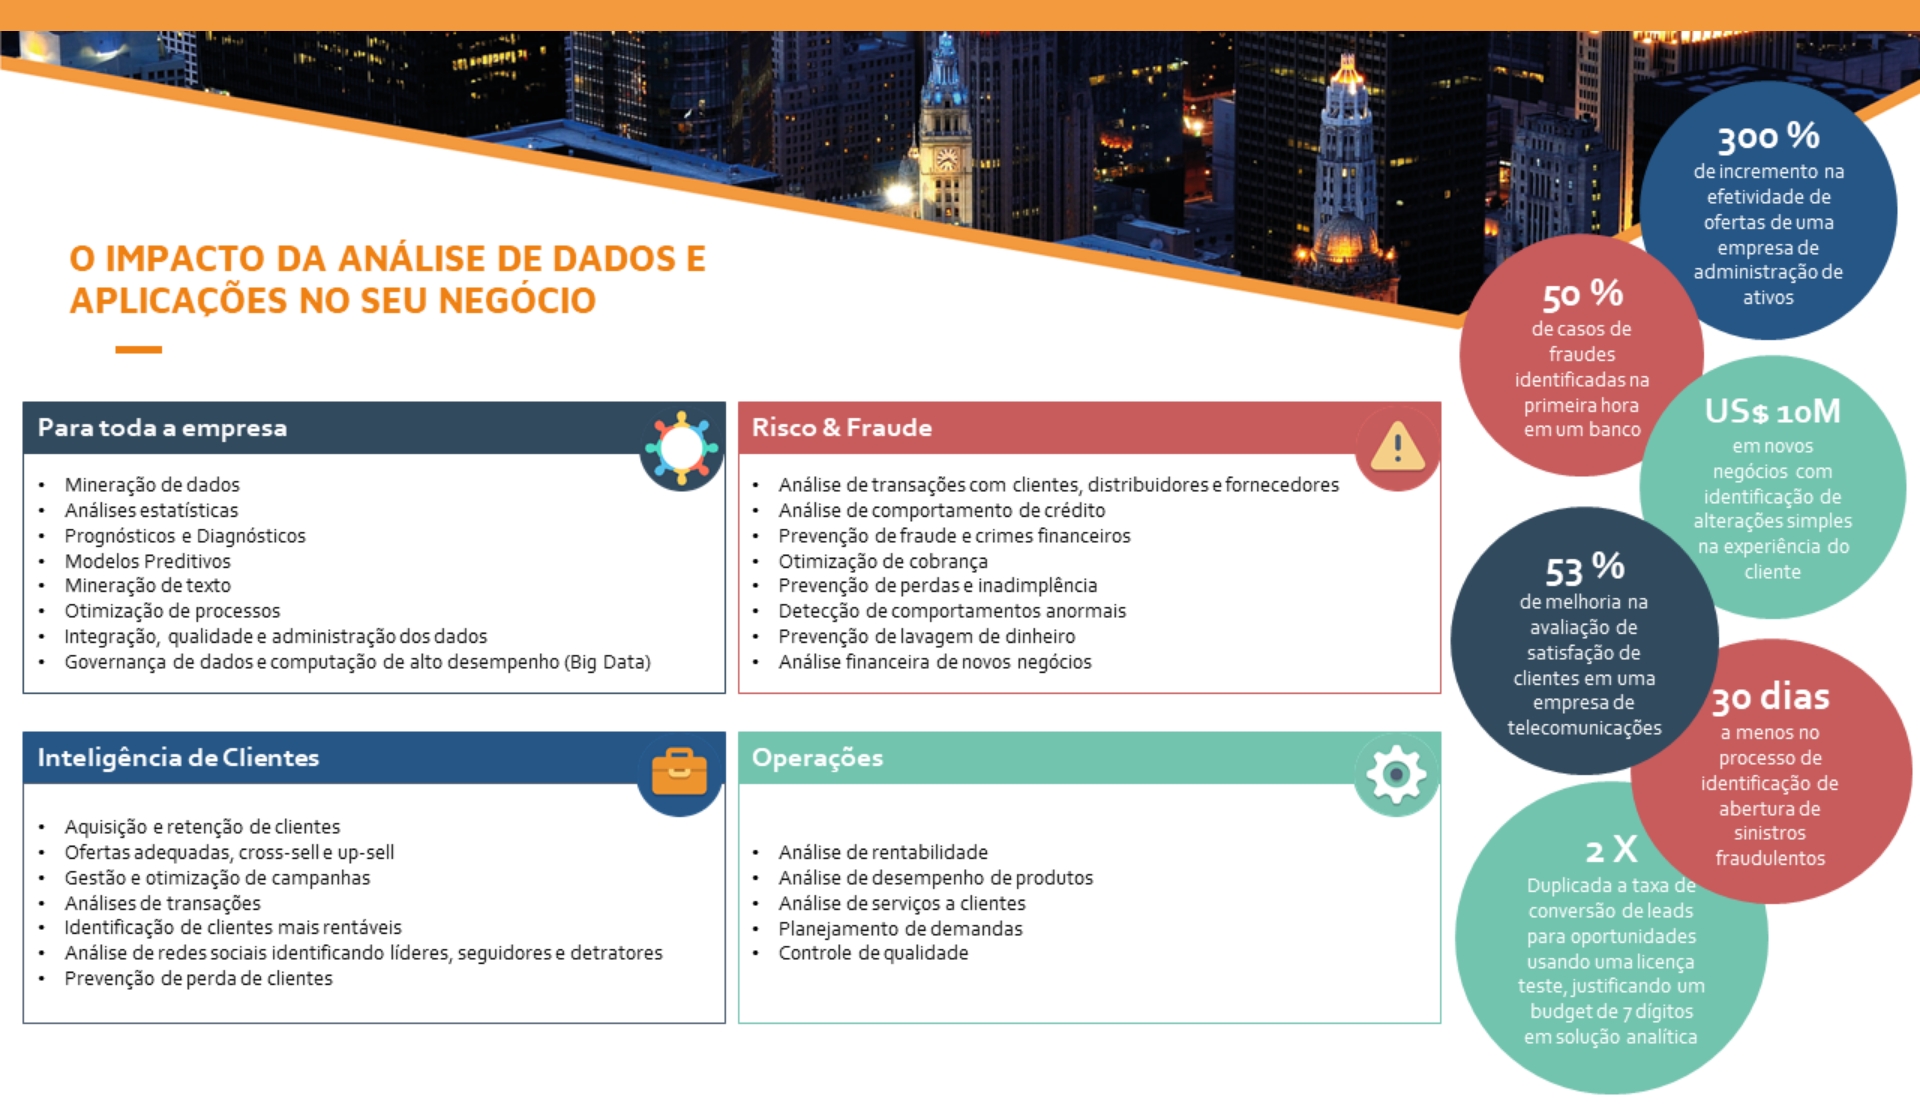 O IMPACTO DA ANÁLISE DE DADOS E
APLICAÇÕES NO SEU NEGÓCIO
Para toda a empresa
• Mineração de dados
• Análises estatísticas
• Prognósticos e Diagnósticos
• Modelos Preditivos
• Mineração de texto
• Otimização de processos
• Integração, qualidade e administração dos dados
• Governança de dados e computação de alto desempenho (Big Data)
Risco & Fraude
• Análise de transações com clientes, distribuidores e fornecedores
• Análise de comportamento de crédito
• Prevenção de fraude e crimes financeiros
• Otimização de cobrança
• Prevenção de perdas e inadimplência
• Detecção de comportamentos anormais
• Prevenção de lavagem de dinheiro
• Análise financeira de novos negócios
Inteligência de Clientes
• Aquisição e retenção de clientes
• Ofertas adequadas, cross-sell e up-sell
• Gestão e otimização de campanhas
• Análises de transações
• Identificação de clientes mais rentáveis
• Análise de redes sociais identificando líderes, seguidores e detratores
• Prevenção de perda de clientes
Operações
• Análise de rentabilidade
• Análise de desempenho de produtos
• Análise de serviços a clientes
• Planejamento de demandas
• Controle de qualidade
300 %
de incremento na
efetividade de
ofertas de uma
empresa de
administração de
ativos
50 %
de casos de
fraudes
identificadas na
primeira hora
em um banco
US$ 10M
em novos
negócios com
identificação de
alterações simples
na experiência do
cliente
53 %
de melhoria na
avaliação de
satisfação de
clientes em uma
empresa de
telecomunicações
30 dias
a menos no
processo de
identificação de
abertura de
sinistros
fraudulentos
2 X
Duplicada a taxa de
conversão de leads
para oportunidades
usando uma licença
teste, justificando um
budget de 7 dígitos
em solução analítica